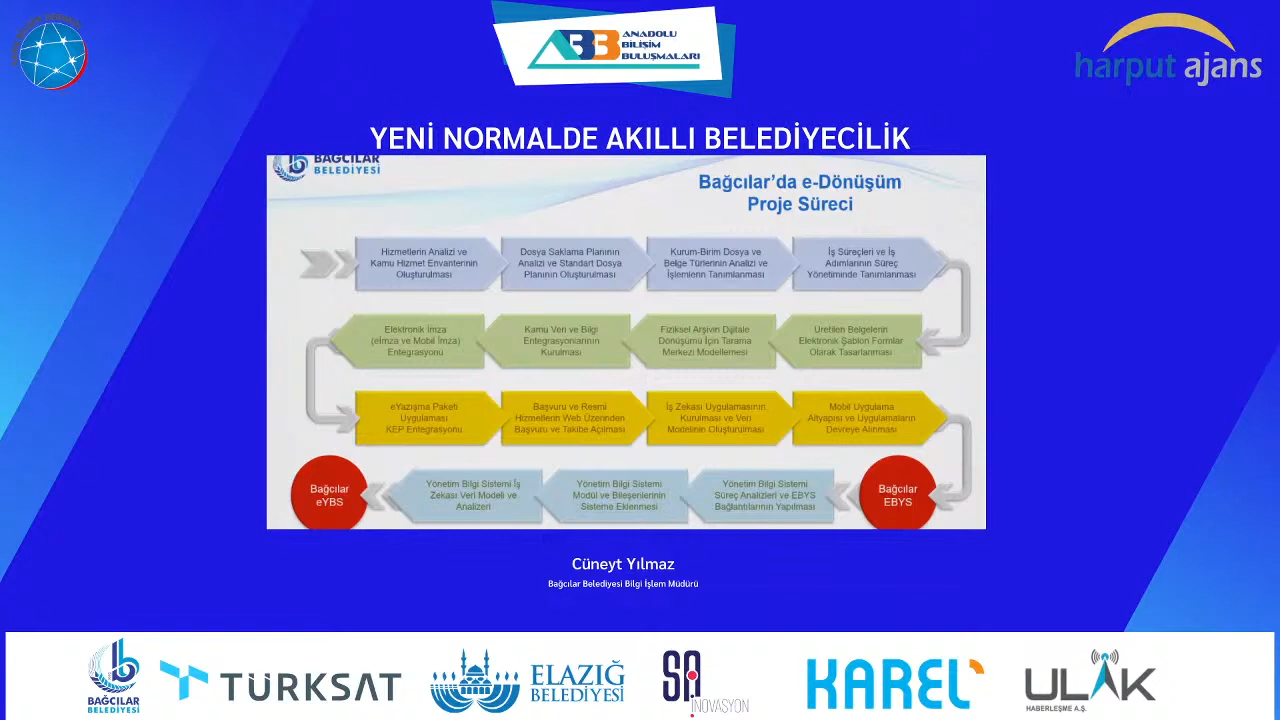 ABB ANADOLU
BİLİŞİM
BULUŞMALARI
harput ajans
YENİ NORMALDE AKILLI BELEDİYECİLİK
BAĞCILAR
BELEDİYESİ
Bağcılar’da e-Dönüşüm
Proje Süreci
Hizmetlerin Analizi ve
Kamu Hizmet Envanterinin
Oluşturulması
Dosya Saklama Planının
Analizi ve Standart Dosya
Planının Oluşturulması
Kurum-Birim Dosya ve
Belge Türlerinin Analizi ve
İşlemlerin Tanımlanması
İş Süreçleri ve İş
Adımlarının Süreç
Yönetiminde Tanımlanması
Elektronik İmza
(eİmza ve Mobil İmza)
Entegrasyonu
Kamu Veri ve Bilgi
Entegrasyonlarının
Kurulması
Fiziksel Arşivin Dijitale
Dönüşümü İçin Tarama
Merkezi Modellemesi
Üretilen Belgelerin
Elektronik Şablon Formlar
Olarak Tasarlanması
eYazışma Paketi
Uygulaması
KEP Entegrasyonu
Başvuru ve Resmi
Hizmetlerin Web Üzerinden
Başvuru ve Takibe Açılması
İş Zekası Uygulamasının
Kurulması ve Veri
Modelinin Oluşturulması
Mobil Uygulama
Altyapısı ve Uygulamaların
Devreye Alınması
Bağcılar
eYBS
Yönetim Bilgi Sistemi İş
Zekası Veri Modeli ve
Analizleri
Yönetim Bilgi Sistemi
Modül ve Bileşenlerinin
Sisteme Eklenmesi
Yönetim Bilgi Sistemi
Süreç Analizleri ve EBYS
Bağlantılarının Yapılması
Bağcılar
EBYS
Cüneyt Yılmaz
Bağcılar Belediyesi Bilgi İşlem Müdürü
BAĞCILAR
BELEDİYESİ
TÜRKSAT
ELAZIĞ
BELEDİYESİ
SA
İNOVASYON
KAREL
ULAK
HABERLEŞME A.Ş.